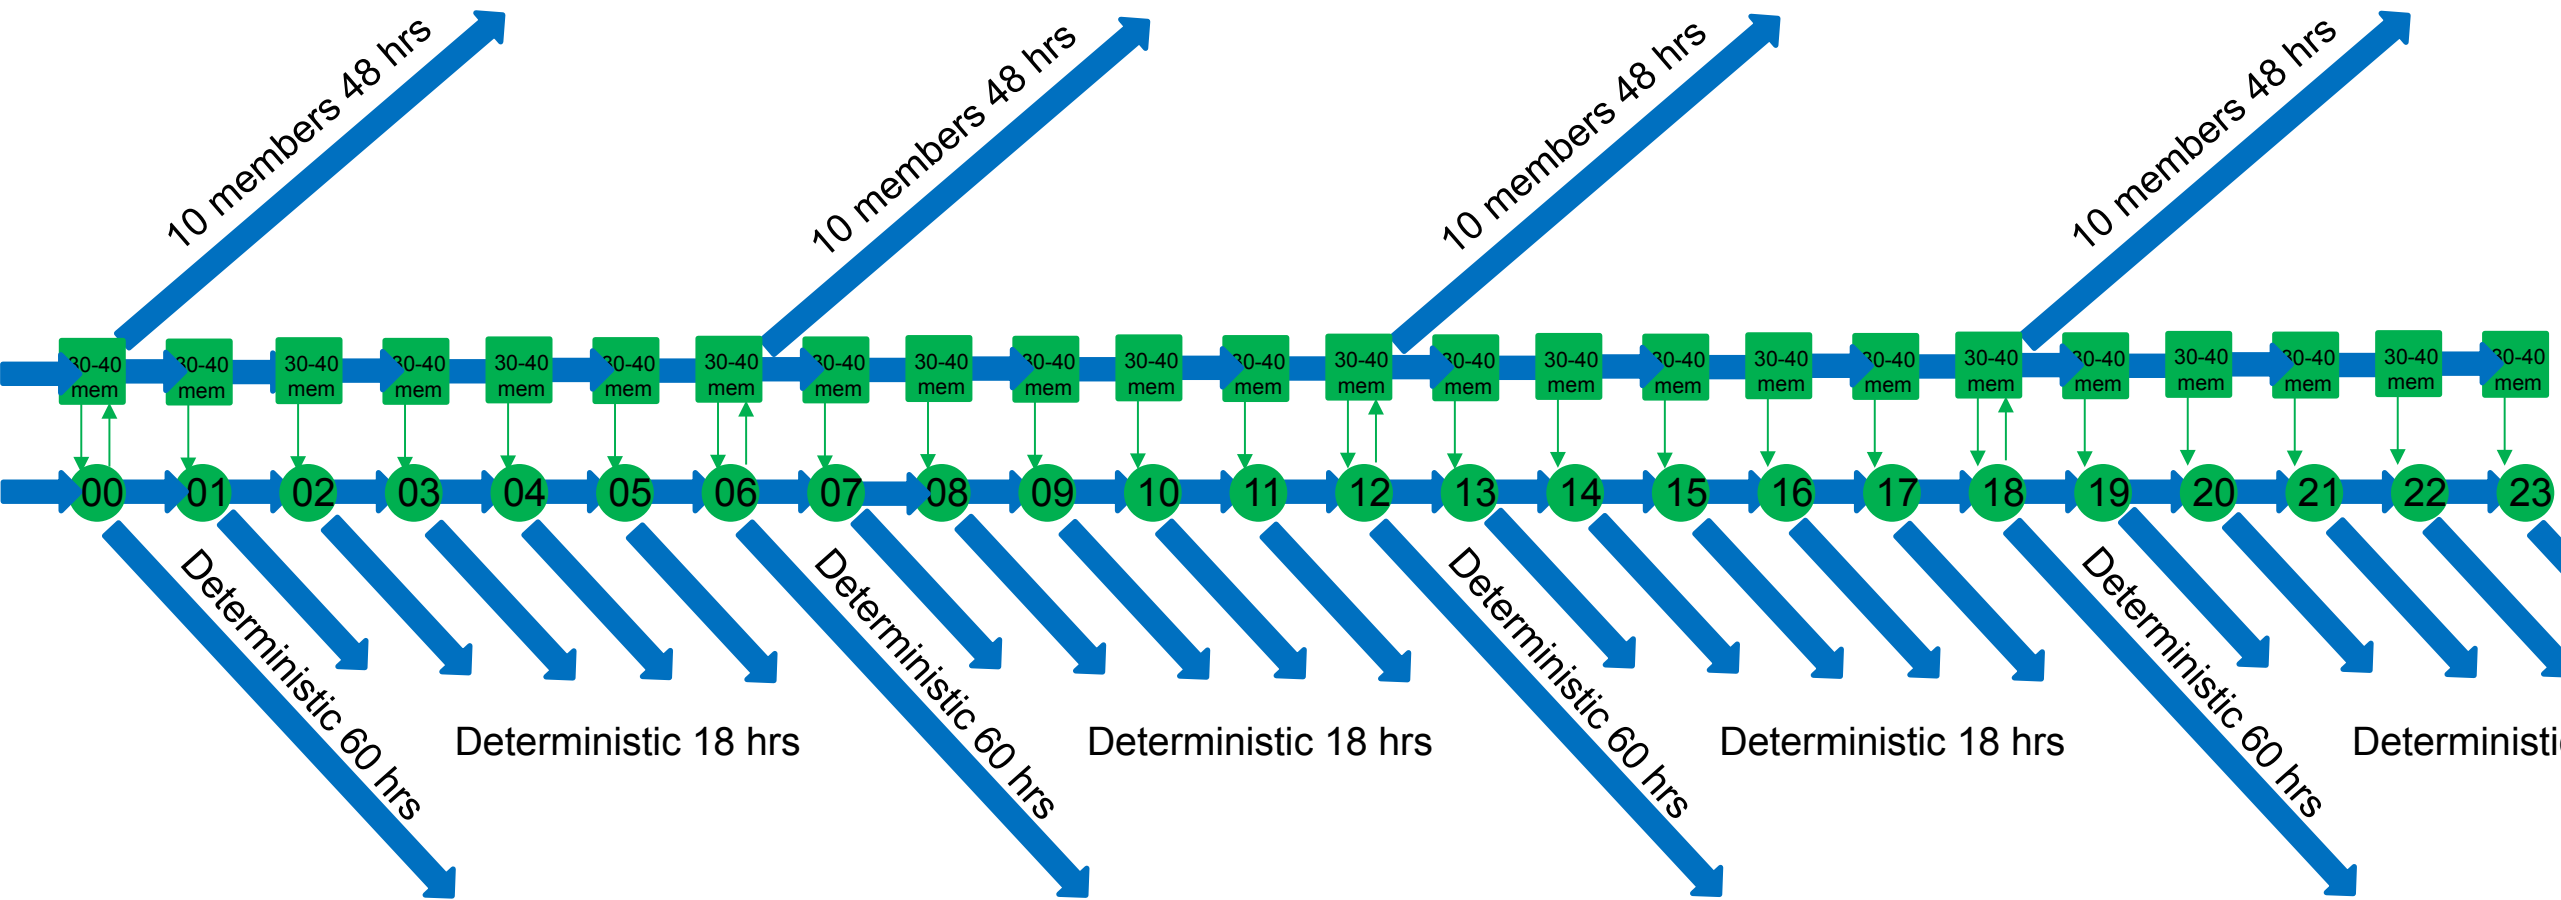 10 members 48 hrs
10 members 48 hrs
10 members 48 hrs
10 members 48 hrs
30-40
mem
30-40
mem
30-40
mem
30-40
mem
30-40
mem
30-40
mem
30-40
mem
30-40
mem
30-40
mem
30-40
mem
30-40
mem
30-40
mem
30-40
mem
30-40
mem
30-40
mem
30-40
mem
30-40
mem
30-40
mem
30-40
mem
30-40
mem
30-40
mem
30-40
mem
30-40
mem
30-40
mem
00 01 02 03 04 05 06 07 08 09 10 11 12 13 14 15 16 17 18 19 20 21 22 23
Deterministic 60 hrs
Deterministic 60 hrs
Deterministic 60 hrs
Deterministic 60 hrs
Deterministic 18 hrs
Deterministic 18 hrs
Deterministic 18 hrs
Deterministi